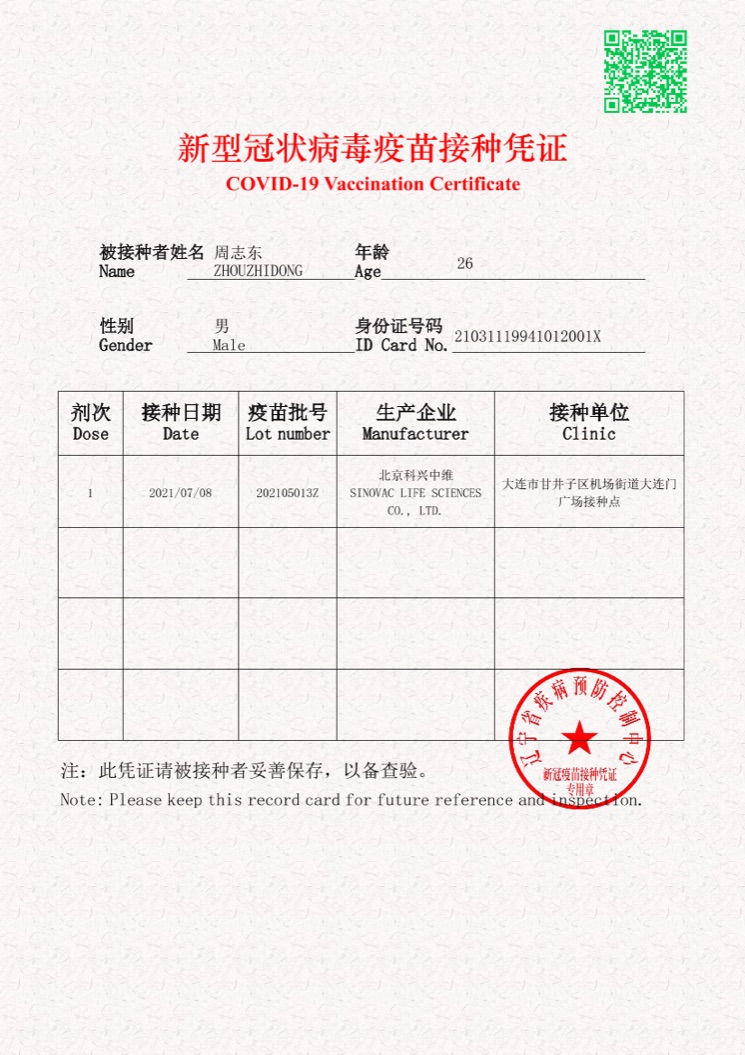 新型冠状病毒疫苗接种凭证
COVID-19 Vaccination Certificate
被接种者姓名 周志东 年龄 26
Name ZHOUZHIDONG Age
性别 男 身份证号码 21031119941012001X
Gender Male ID Card No.
剂次 接种日期 疫苗批号 生产企业 接种单位
Dose Date Lot number Manufacturer Clinic
1 2021/07/08 202105013Z 北京科兴中维 SINOVAC LIFE SCIENCES CO., LTD. 大连市甘井子区机场街道大连门广场接种点
辽宁省疾病预防控制中心
新冠疫苗接种凭证
专用章
注：此凭证请被接种者妥善保存，以备查验。
Note: Please keep this record card for future reference and inspection.